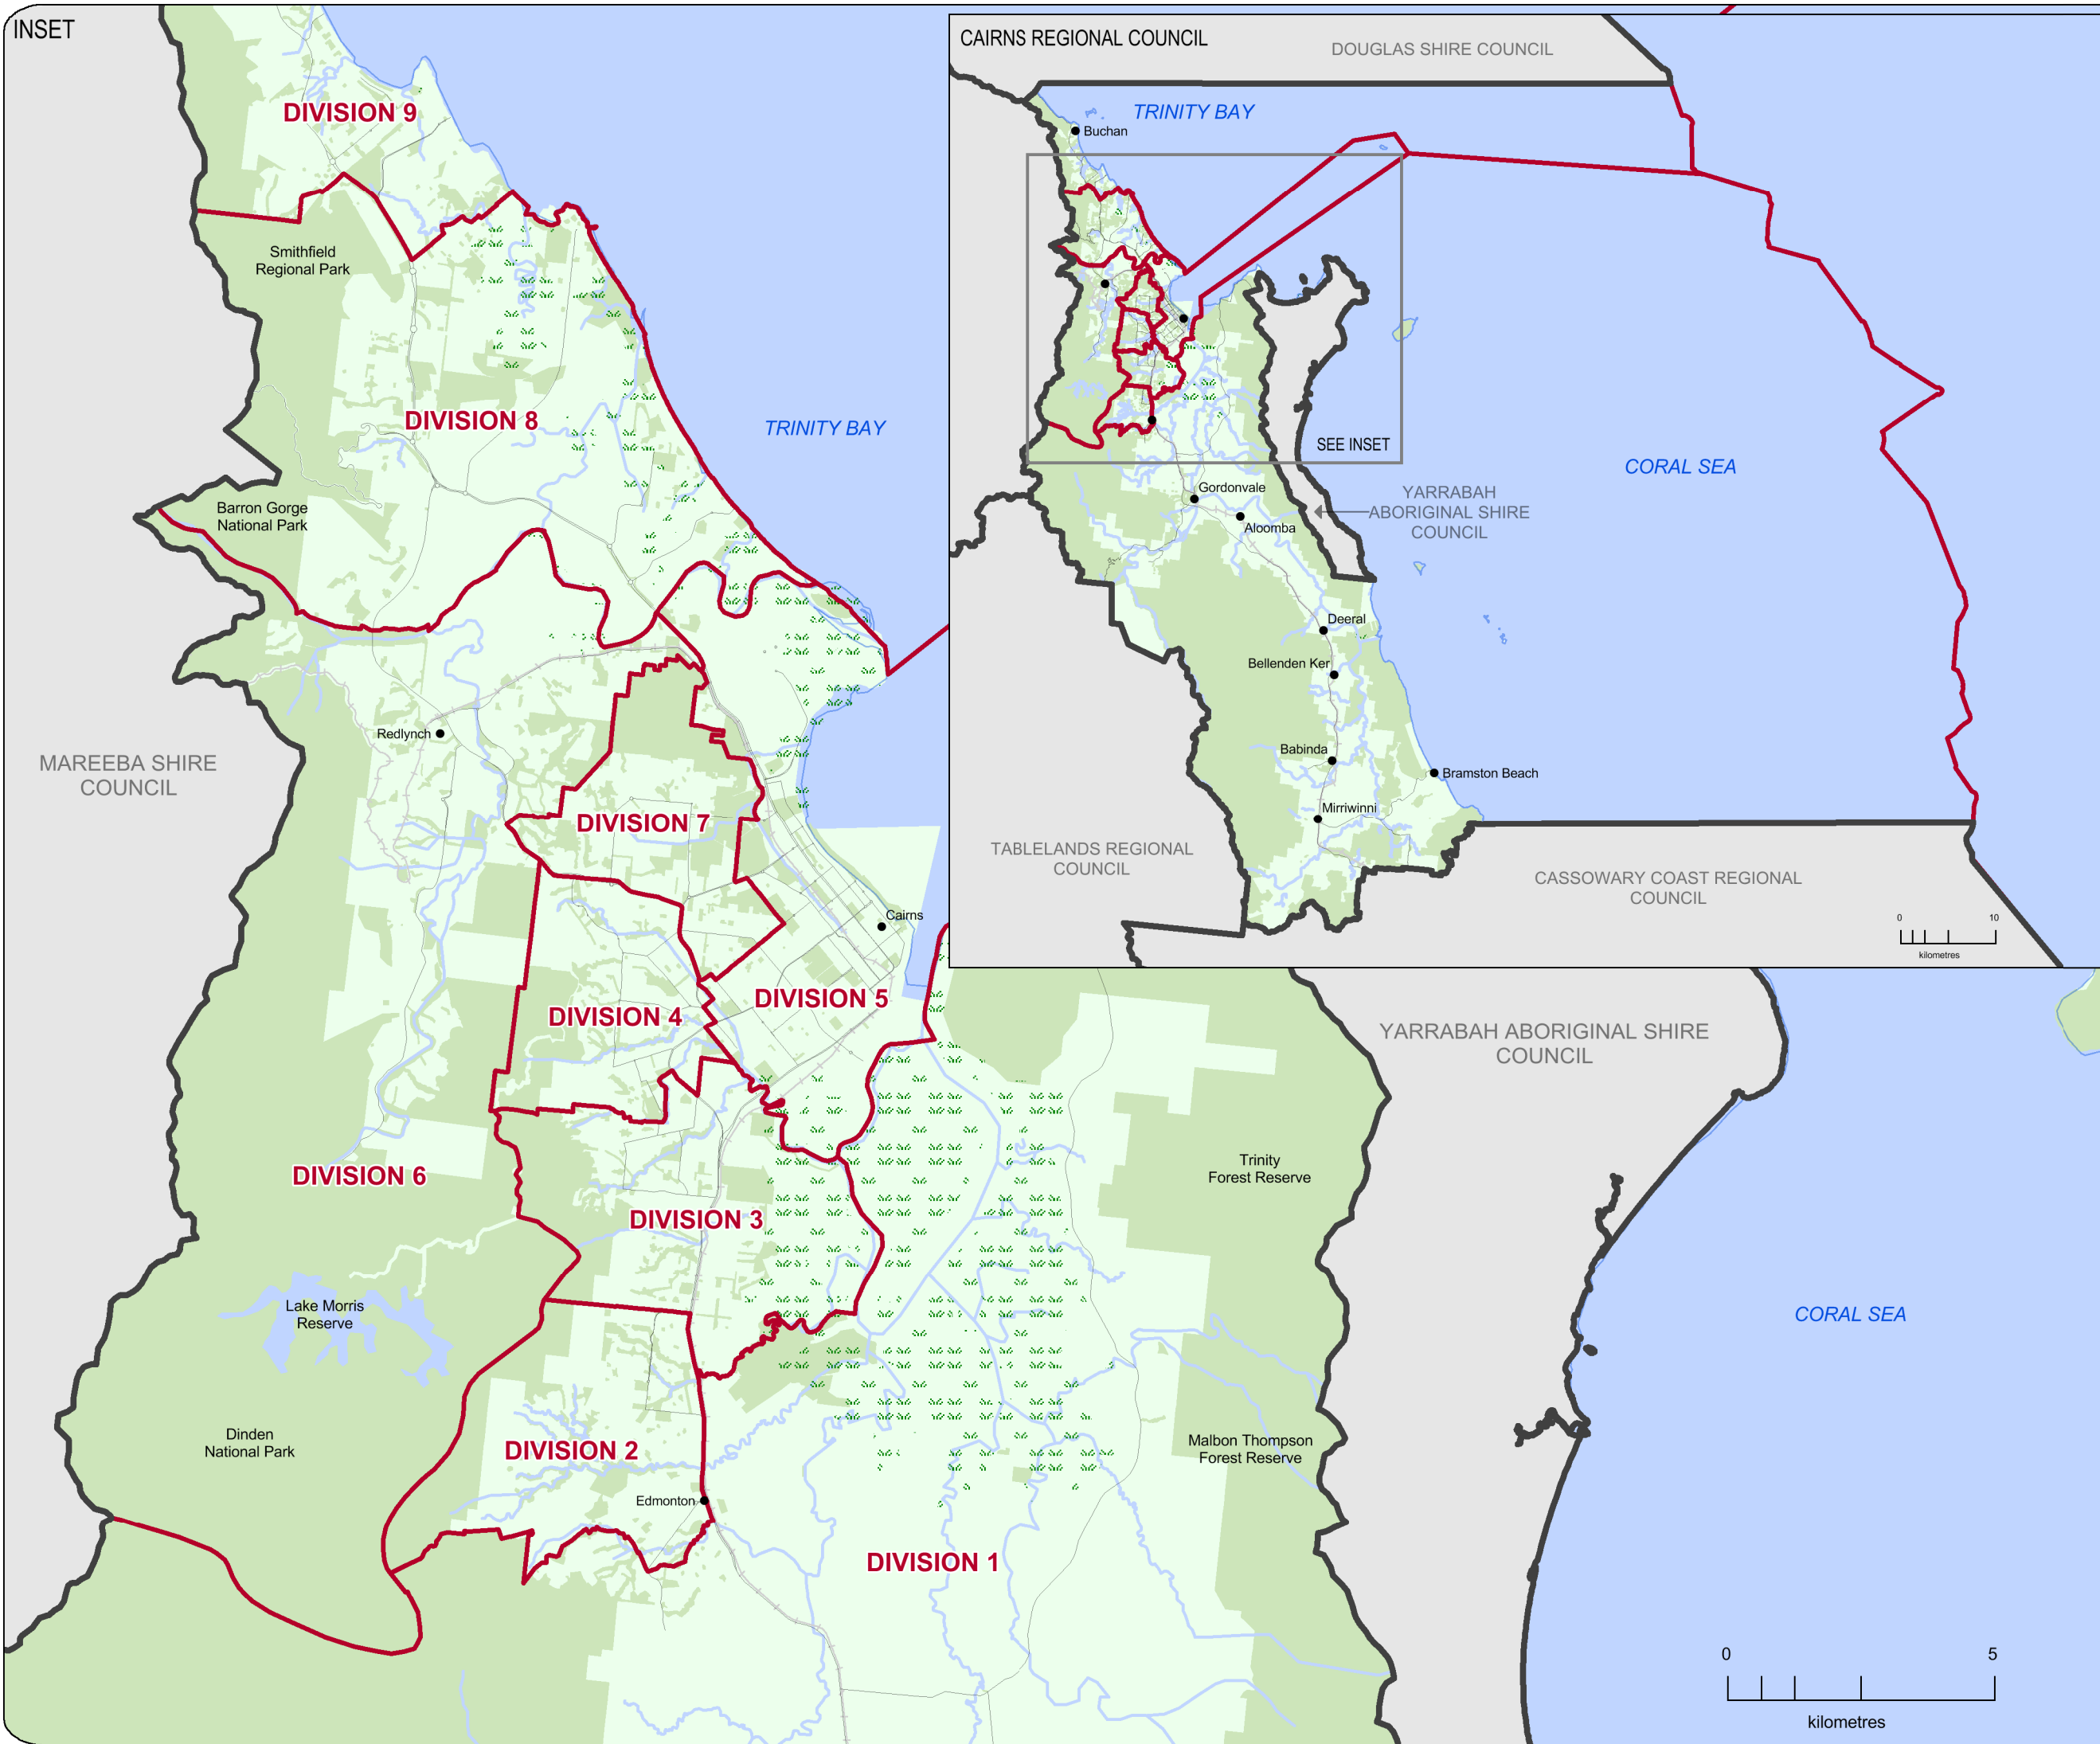 INSET
DIVISION 9
Smithfield
Regional Park
DIVISION 8
TRINITY BAY
Barron Gorge
National Park
Redlynch
MAREEBA SHIRE
COUNCIL
DIVISION 7
Cairns
DIVISION 5
DIVISION 4
DIVISION 6
DIVISION 3
Lake Morris
Reserve
Dinden
National Park
DIVISION 2
Edmonton
DIVISION 1
Trinity
Forest Reserve
Malbon Thompson
Forest Reserve
YARRABAH ABORIGINAL SHIRE
COUNCIL
CORAL SEA
0 5
kilometres
CAIRNS REGIONAL COUNCIL
DOUGLAS SHIRE COUNCIL
TRINITY BAY
Buchan
SEE INSET
CORAL SEA
Gordonvale
Aloomba
YARRABAH
ABORIGINAL SHIRE
COUNCIL
Deeral
Bellenden Ker
Babinda
Bramston Beach
Mirriwinni
TABLELANDS REGIONAL
COUNCIL
CASSOWARY COAST REGIONAL
COUNCIL
0 10
kilometres